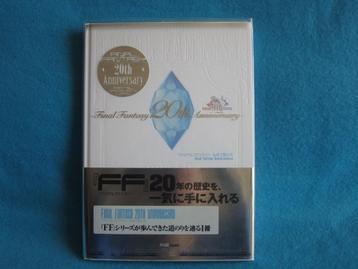 FINAL FANTASY
20th
Anniversary
Final Fantasy 20th Anniversary
FF 20年の歴史を、
一気に手に入れる
FINAL FANTASY 20TH ANNIVERSARY
『FF』シリーズが歩んできた道のりを辿る1冊